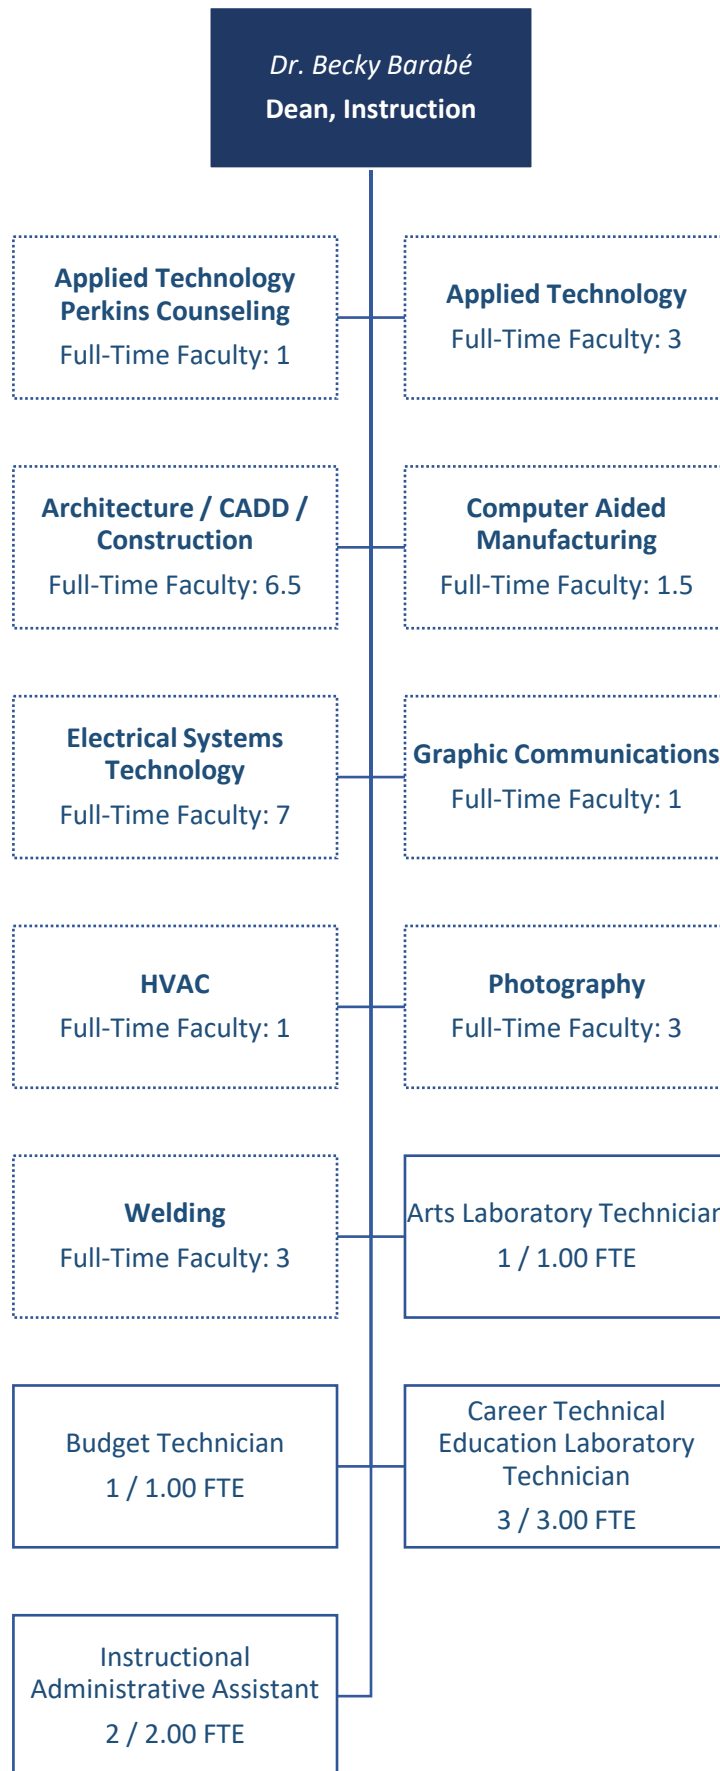 Dr. Becky Barabé
Dean, Instruction
Applied Technology
Perkins Counseling
Full-Time Faculty: 1
Applied Technology
Full-Time Faculty: 3
Architecture / CADD /
Construction
Full-Time Faculty: 6.5
Computer Aided
Manufacturing
Full-Time Faculty: 1.5
Electrical Systems
Technology
Full-Time Faculty: 7
Graphic Communications
Full-Time Faculty: 1
HVAC
Full-Time Faculty: 1
Photography
Full-Time Faculty: 3
Welding
Full-Time Faculty: 3
Arts Laboratory Technician
1 / 1.00 FTE
Budget Technician
1 / 1.00 FTE
Career Technical
Education Laboratory
Technician
3 / 3.00 FTE
Instructional
Administrative Assistant
2 / 2.00 FTE